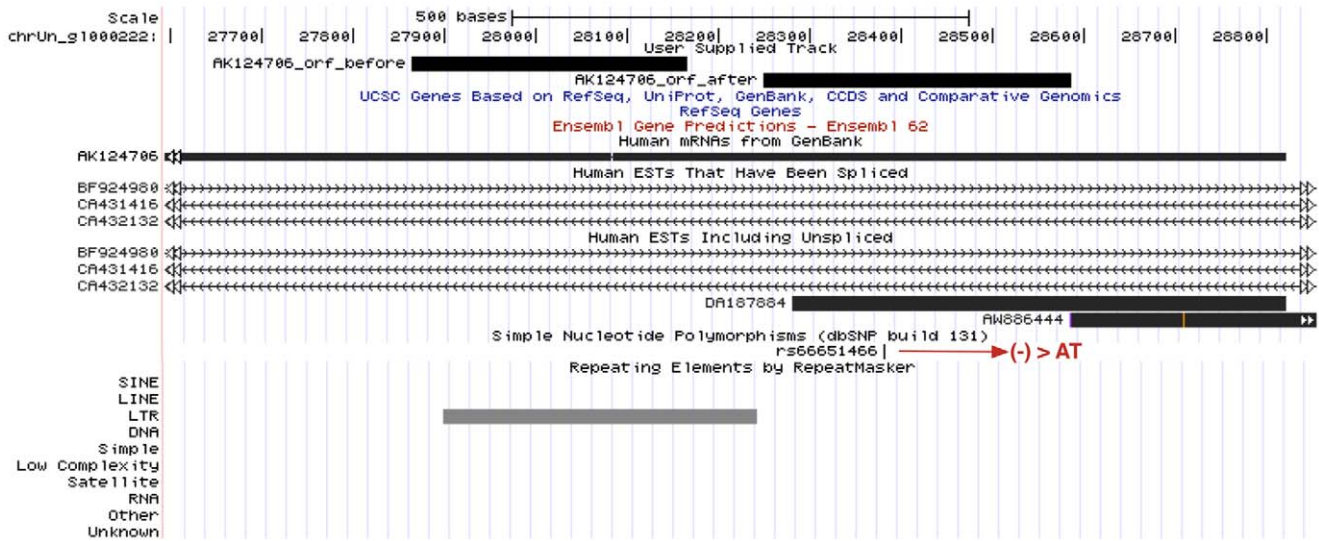 Scale 500 bases
chrUn_gl000222: 27700 27800 27900 28000 28100 28200 28300 28400 28500 28600 28700 28800
User Supplied Track
AK124706_orf_before
AK124706_orf_after
UCSC Genes Based on RefSeq, UniProt, GenBank, CCDS and Comparative Genomics
RefSeq Genes
Ensembl Gene Predictions - Ensembl 62
Human mRNAs from GenBank
AK124706
Human ESTs That Have Been Spliced
BF924980
CA431416
CA432132
Human ESTs Including Unspliced
BF924980
CA431416
CA432132
DA187884
AW886444
Simple Nucleotide Polymorphisms (dbSNP build 131)
rs66651466 (-) > AT
Repeating Elements by RepeatMasker
SINE
LINE
LTR
DNA
Simple
Low Complexity
Satellite
RNA
Other
Unknown